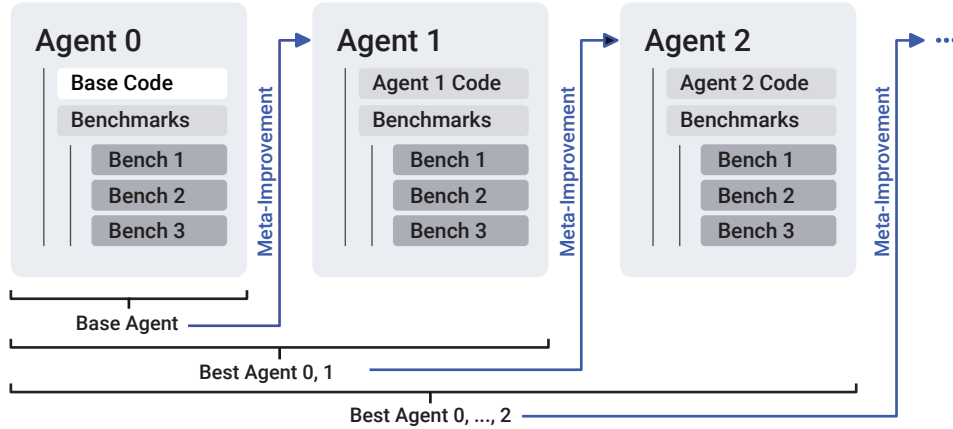 Agent 0
Base Code
Benchmarks
Bench 1
Bench 2
Bench 3
Meta-Improvement
Agent 1
Agent 1 Code
Benchmarks
Bench 1
Bench 2
Bench 3
Meta-Improvement
Agent 2
Agent 2 Code
Benchmarks
Bench 1
Bench 2
Bench 3
Meta-Improvement
...
Base Agent
Best Agent 0, 1
Best Agent 0, ..., 2